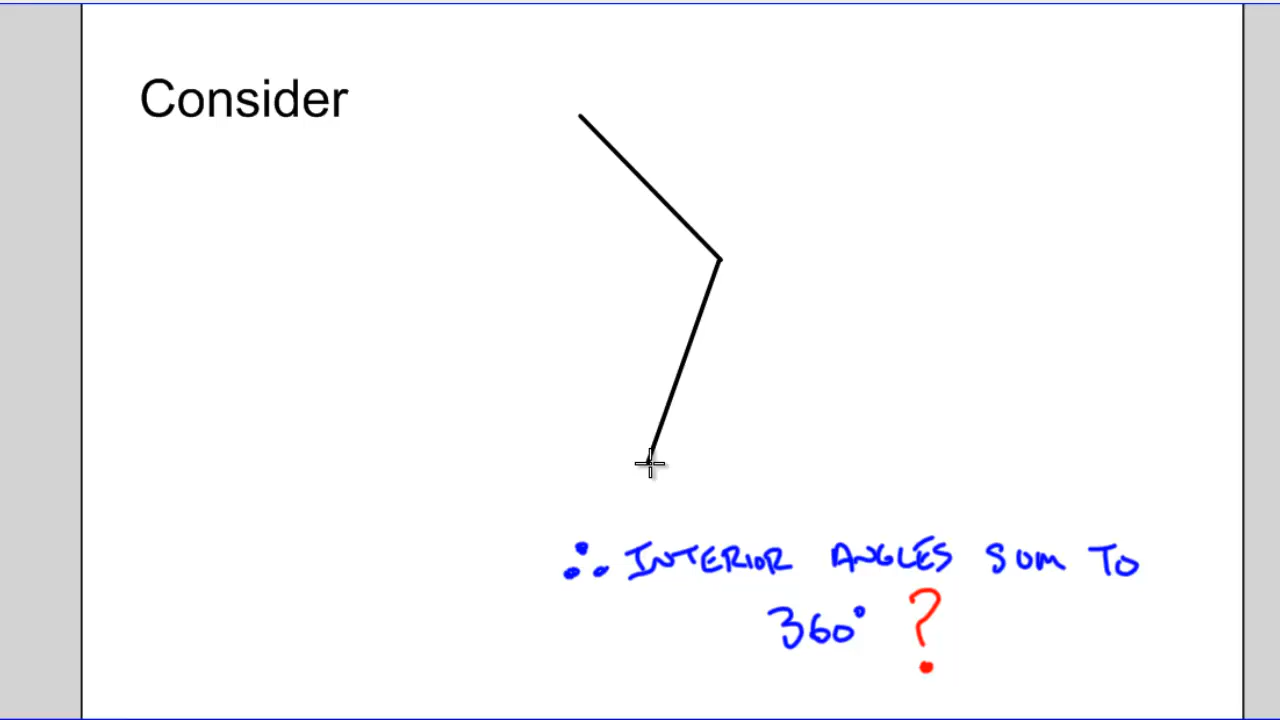 Consider
∴ INTERIOR ANGLES SUM TO
360° ?